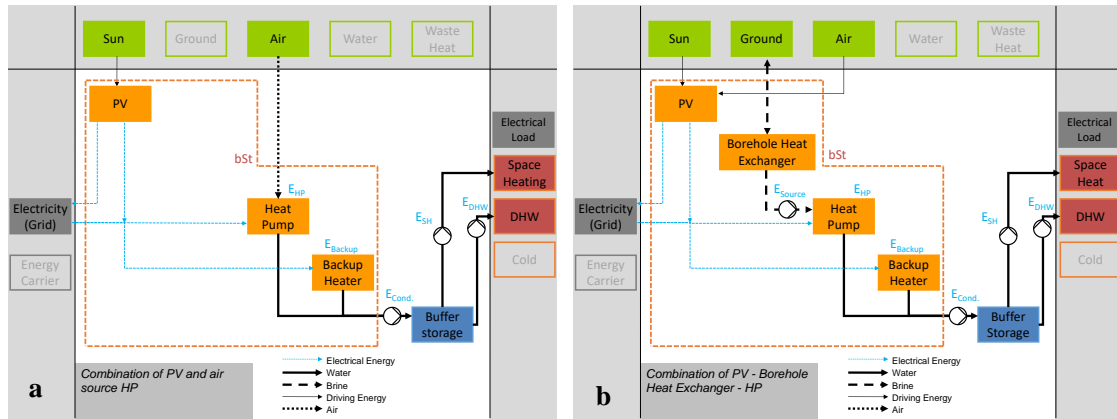 Sun
Ground
Air
Water
Waste
Heat
PV
bSt
Electrical
Load
Space
Heating
DHW
Cold
Electricity
(Grid)
Energy
Carrier
E_HP
Heat
Pump
E_Backup
Backup
Heater
E_SH
E_DHW
E_Cond.
Buffer
storage
a
Combination of PV and air
source HP
Electrical Energy
Water
Brine
Driving Energy
Air
Sun
Ground
Air
Water
Waste
Heat
PV
Borehole Heat
Exchanger
bSt
Electrical
Load
Space
Heat
DHW
Cold
Electricity
(Grid)
Energy
Carrier
E_Source
E_HP
Heat
Pump
E_Backup
Backup
Heater
E_SH
E_DHW
E_Cond.
Buffer
Storage
b
Combination of PV - Borehole
Heat Exchanger - HP
Electrical Energy
Water
Brine
Driving Energy
Air